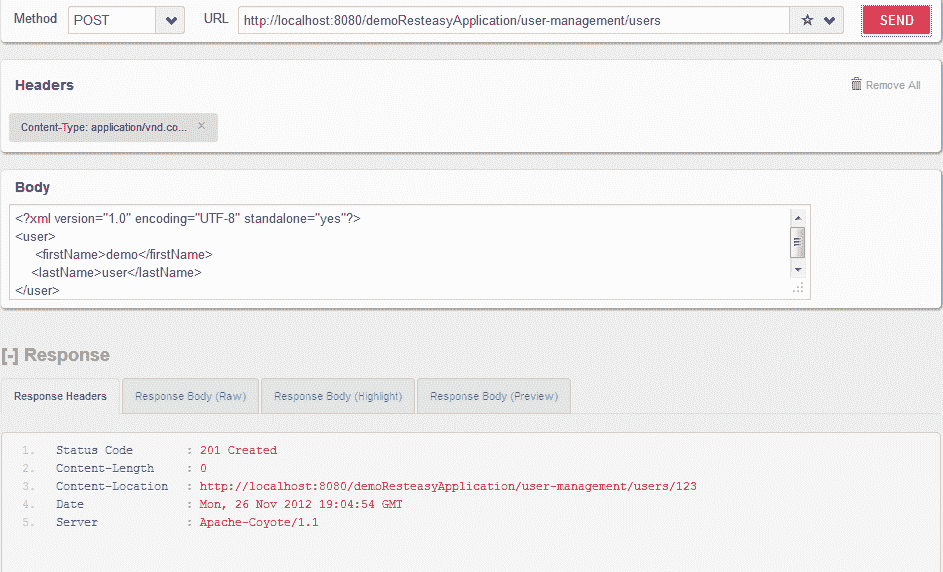 Method POST URL http://localhost:8080/demoResteasyApplication/user-management/users SEND
Headers Remove All
Content-Type: application/vnd.co... ×
Body
<?xml version="1.0" encoding="UTF-8" standalone="yes"?>
<user>
<firstName>demo</firstName>
<lastName>user</lastName>
</user>
[-] Response
Response Headers Response Body (Raw) Response Body (Highlight) Response Body (Preview)
1. Status Code : 201 Created
2. Content-Length : 0
3. Content-Location : http://localhost:8080/demoResteasyApplication/user-management/users/123
4. Date : Mon, 26 Nov 2012 19:04:54 GMT
5. Server : Apache-Coyote/1.1